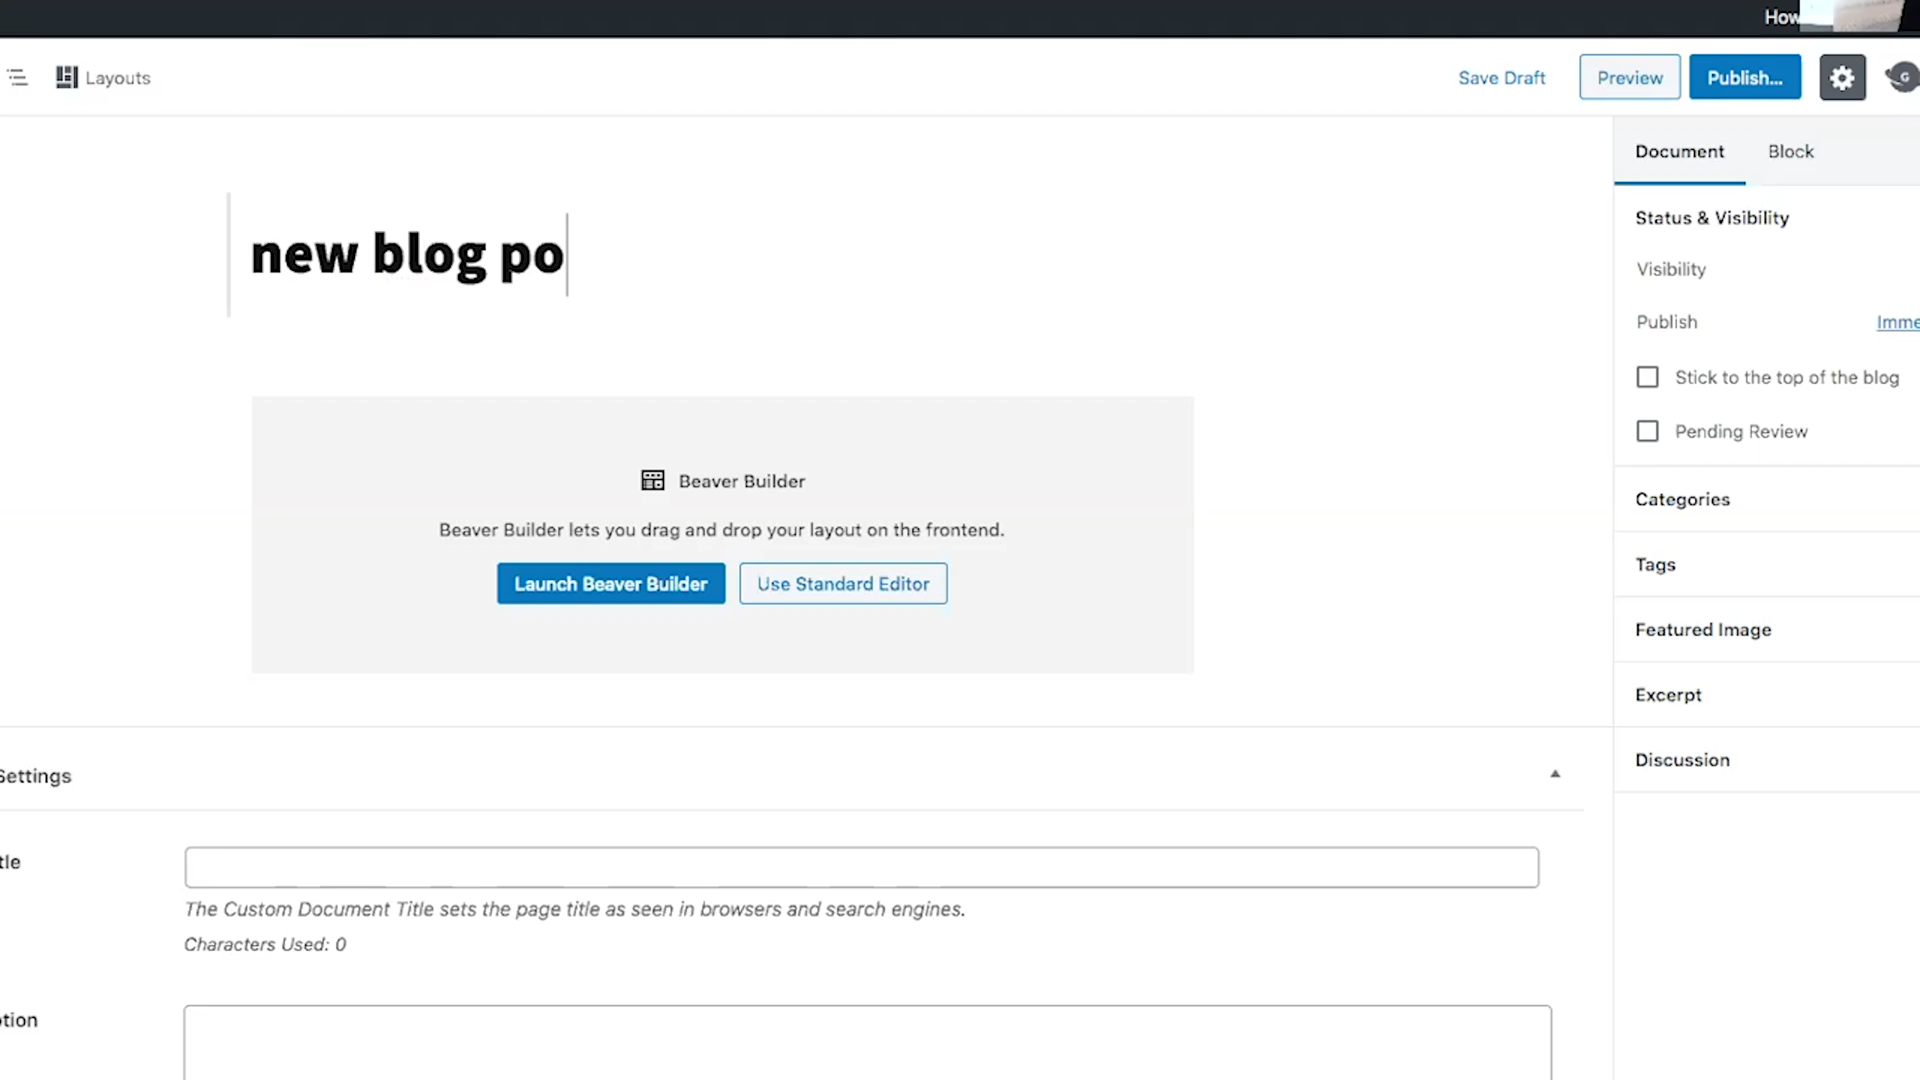 How
Layouts
Save Draft
Preview
Publish...
G
Document
Block
new blog po
Status & Visibility
Visibility
Publish
Imme
Stick to the top of the blog
Pending Review
Beaver Builder
Beaver Builder lets you drag and drop your layout on the frontend.
Launch Beaver Builder
Use Standard Editor
Categories
Tags
Featured Image
Excerpt
Discussion
Settings
tle
The Custom Document Title sets the page title as seen in browsers and search engines.
Characters Used: 0
ption